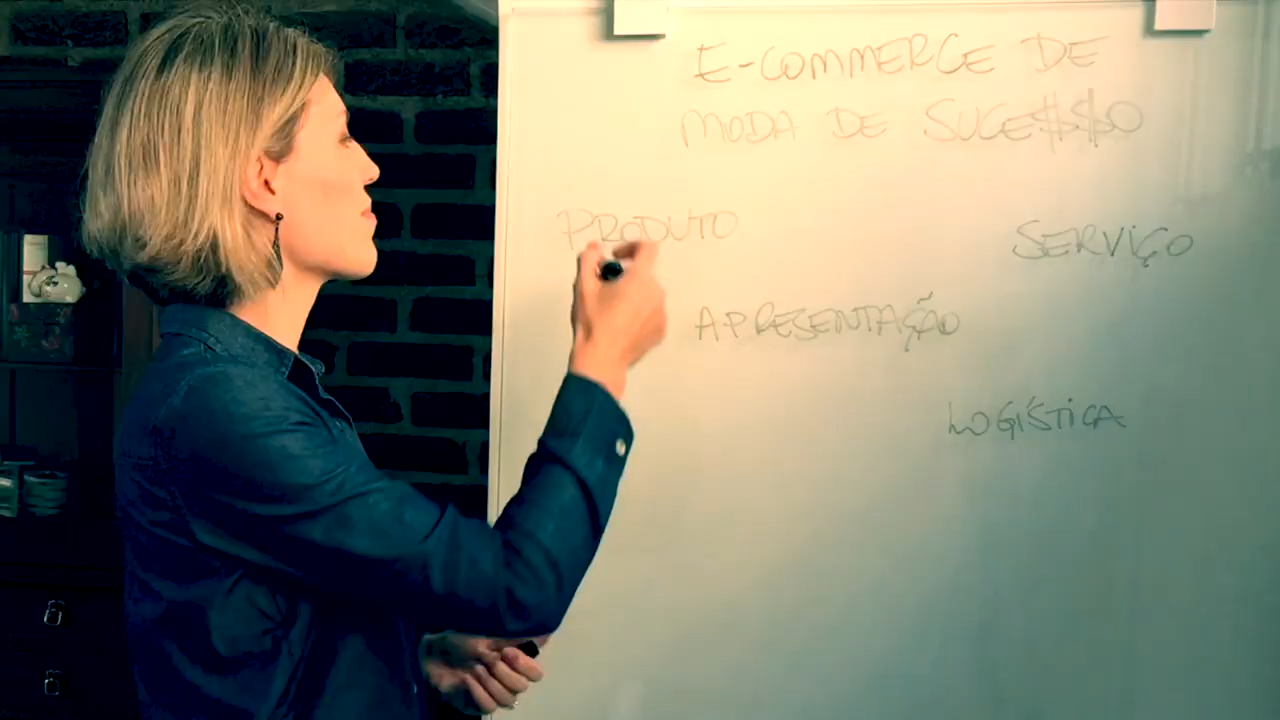 E-COMMERCE DE
MODA DE SUCE$$O
PRODUTO
SERVIÇO
APRESENTAÇÃO
LOGÍSTICA